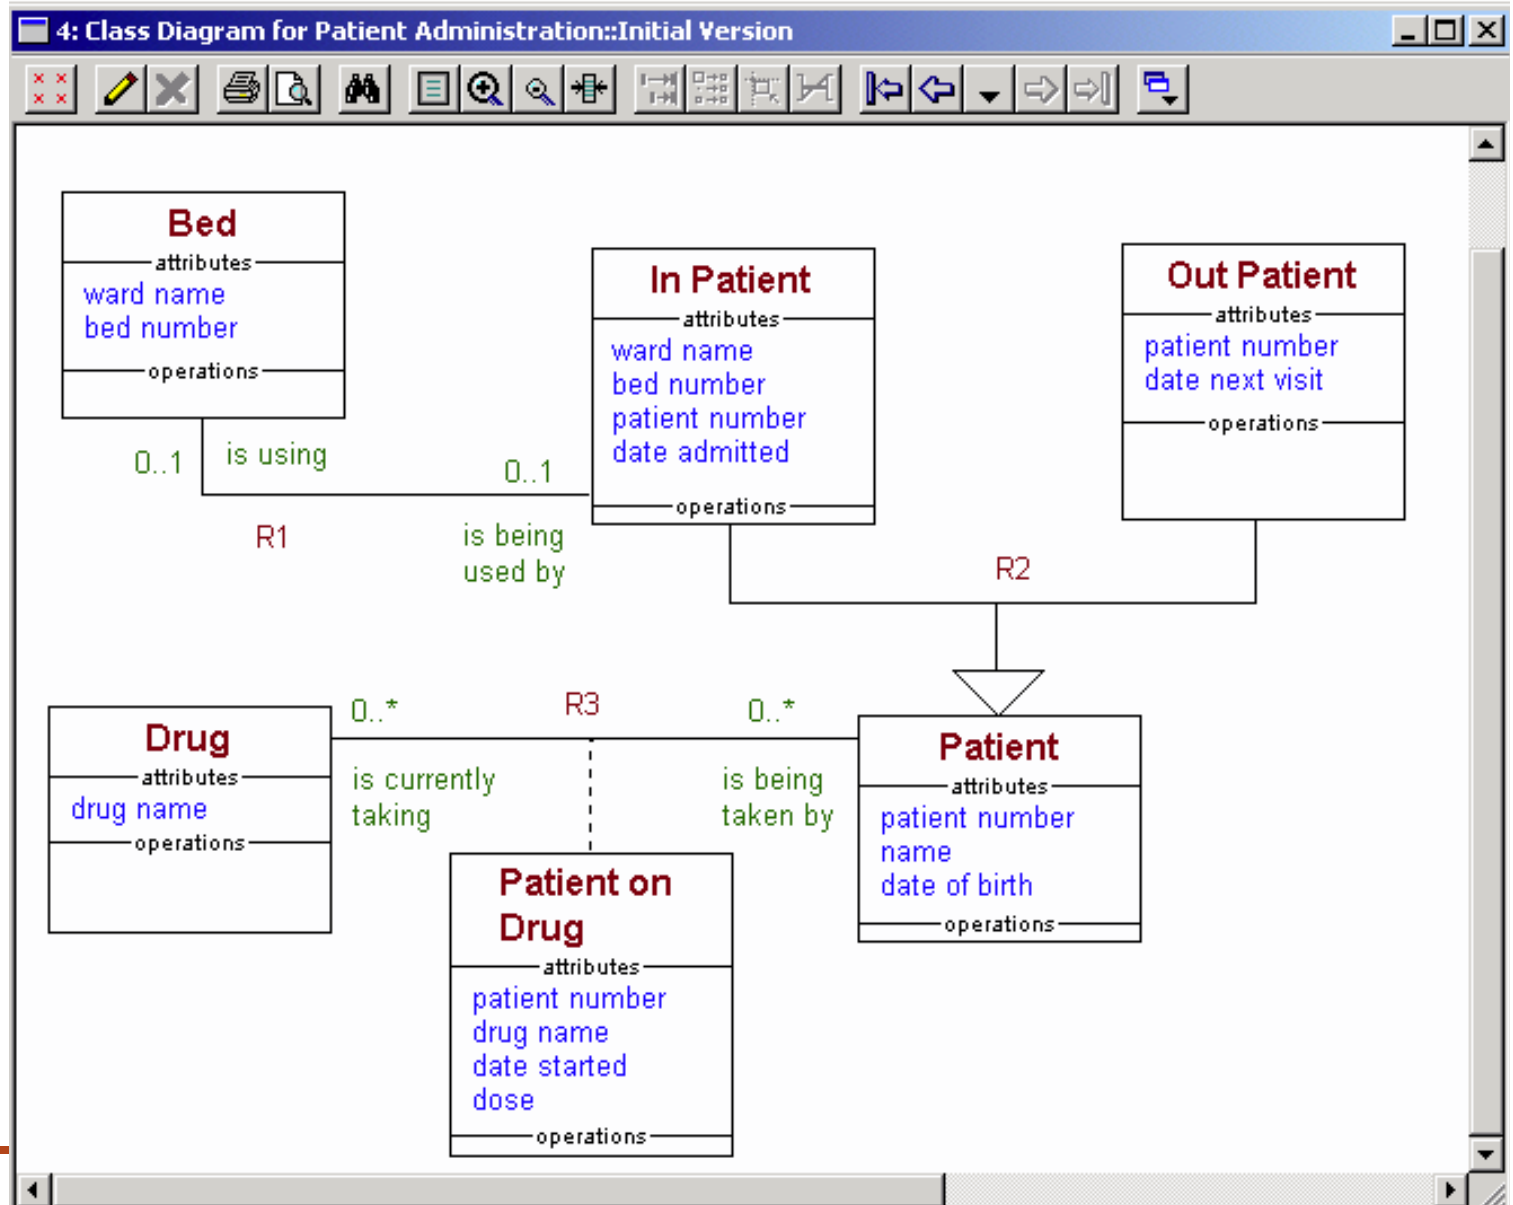 4: Class Diagram for Patient Administration::Initial Version
Bed
attributes
ward name
bed number
operations
In Patient
attributes
ward name
bed number
patient number
date admitted
operations
Out Patient
attributes
patient number
date next visit
operations
0..1
is using
0..1
R1
is being
used by
R2
Drug
attributes
drug name
operations
0..*
R3
0..*
is currently
taking
is being
taken by
Patient
attributes
patient number
name
date of birth
operations
Patient on
Drug
attributes
patient number
drug name
date started
dose
operations